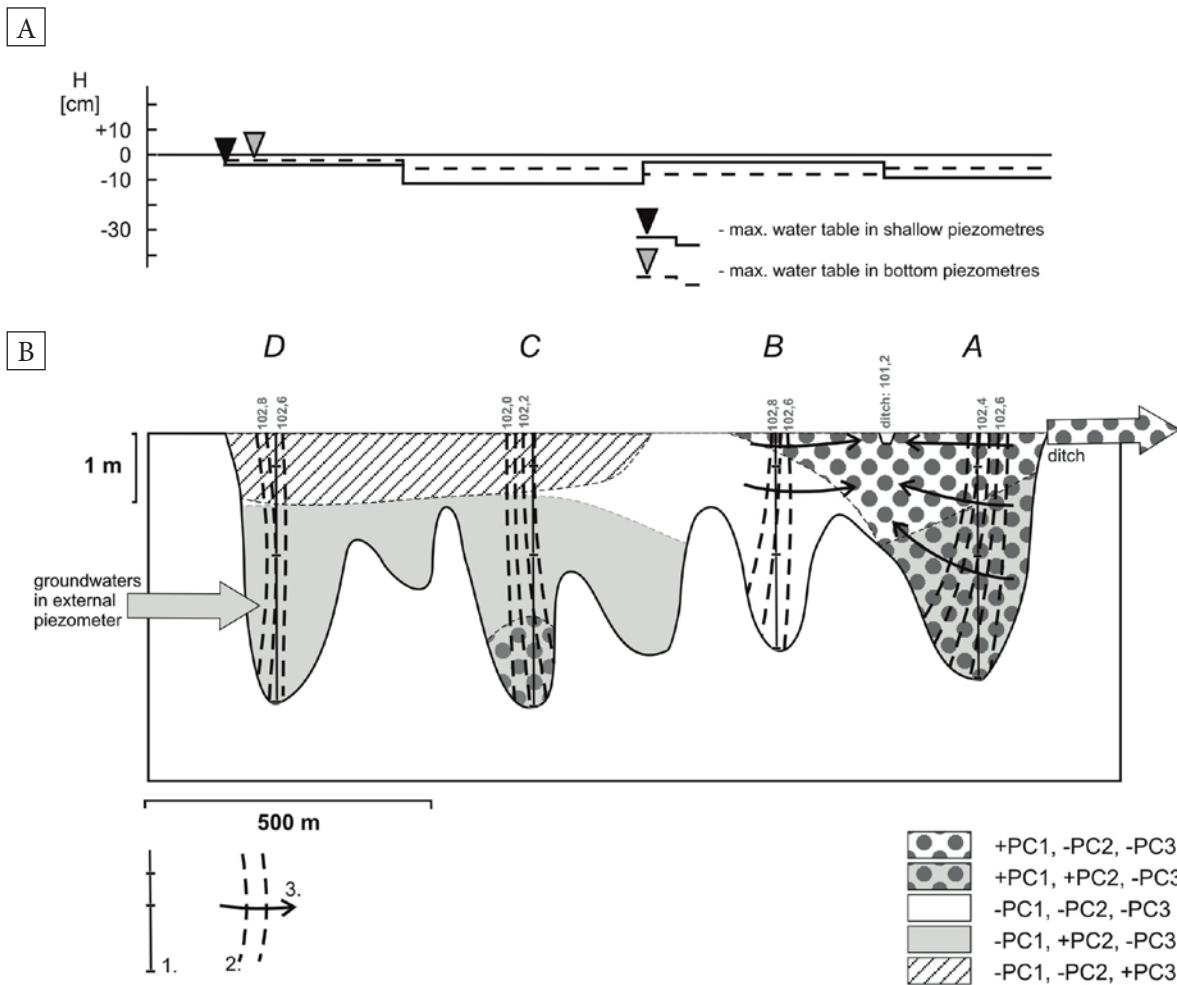 A
H
[cm]
+10
0
-10
-30
- max. water table in shallow piezometres
- max. water table in bottom piezometres
B
D C B A
102,8 102,6 102,0 102,2 102,8 102,6 ditch: 101,2 102,4 102,6
1 m
ditch
groundwaters
in external
piezometer
500 m
1. 2. 3.
+PC1, -PC2, -PC3
+PC1, +PC2, -PC3
-PC1, -PC2, -PC3
-PC1, +PC2, -PC3
-PC1, -PC2, +PC3